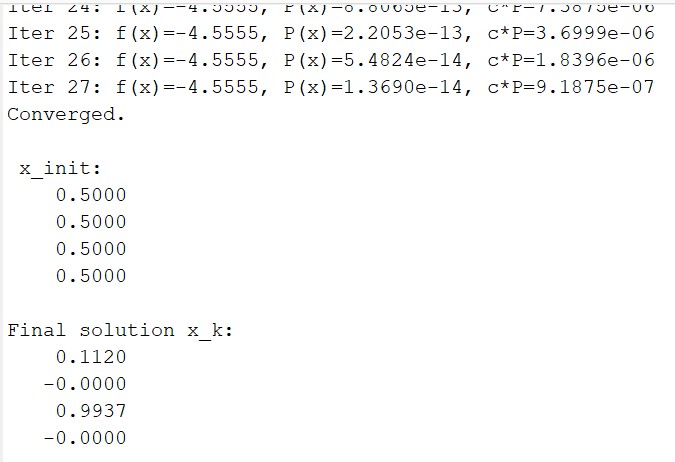 Iter 24: f(x)=-4.5555, P(x)=8.8065e-13, c*P=7.3875e-06
Iter 25: f(x)=-4.5555, P(x)=2.2053e-13, c*P=3.6999e-06
Iter 26: f(x)=-4.5555, P(x)=5.4824e-14, c*P=1.8396e-06
Iter 27: f(x)=-4.5555, P(x)=1.3690e-14, c*P=9.1875e-07
Converged.
x_init:
0.5000
0.5000
0.5000
0.5000
Final solution x_k:
0.1120
-0.0000
0.9937
-0.0000